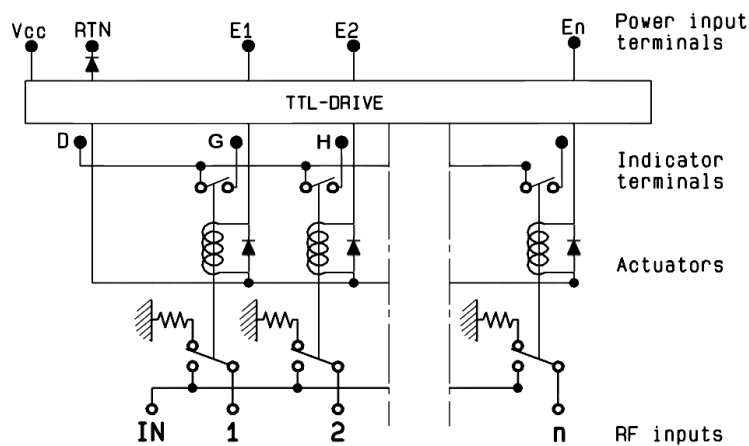 Vcc RTN E1 E2 En Power input
terminals
TTL-DRIVE
D G H Indicator
terminals
Actuators
IN 1 2 n RF inputs